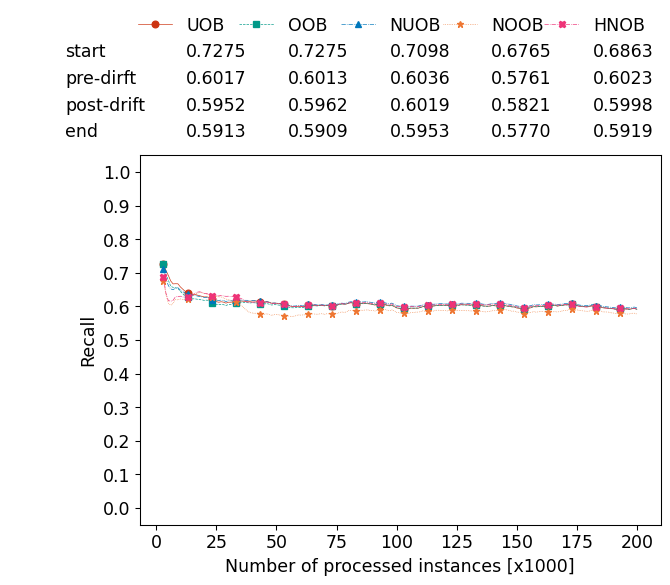 UOB OOB NUOB NOOB HNOB
start 0.7275 0.7275 0.7098 0.6765 0.6863
pre-dirft 0.6017 0.6013 0.6036 0.5761 0.6023
post-drift 0.5952 0.5962 0.6019 0.5821 0.5998
end 0.5913 0.5909 0.5953 0.5770 0.5919
1.0
0.9
0.8
0.7
0.6
0.5
0.4
0.3
0.2
0.1
0.0
Recall
0 25 50 75 100 125 150 175 200
Number of processed instances [x1000]